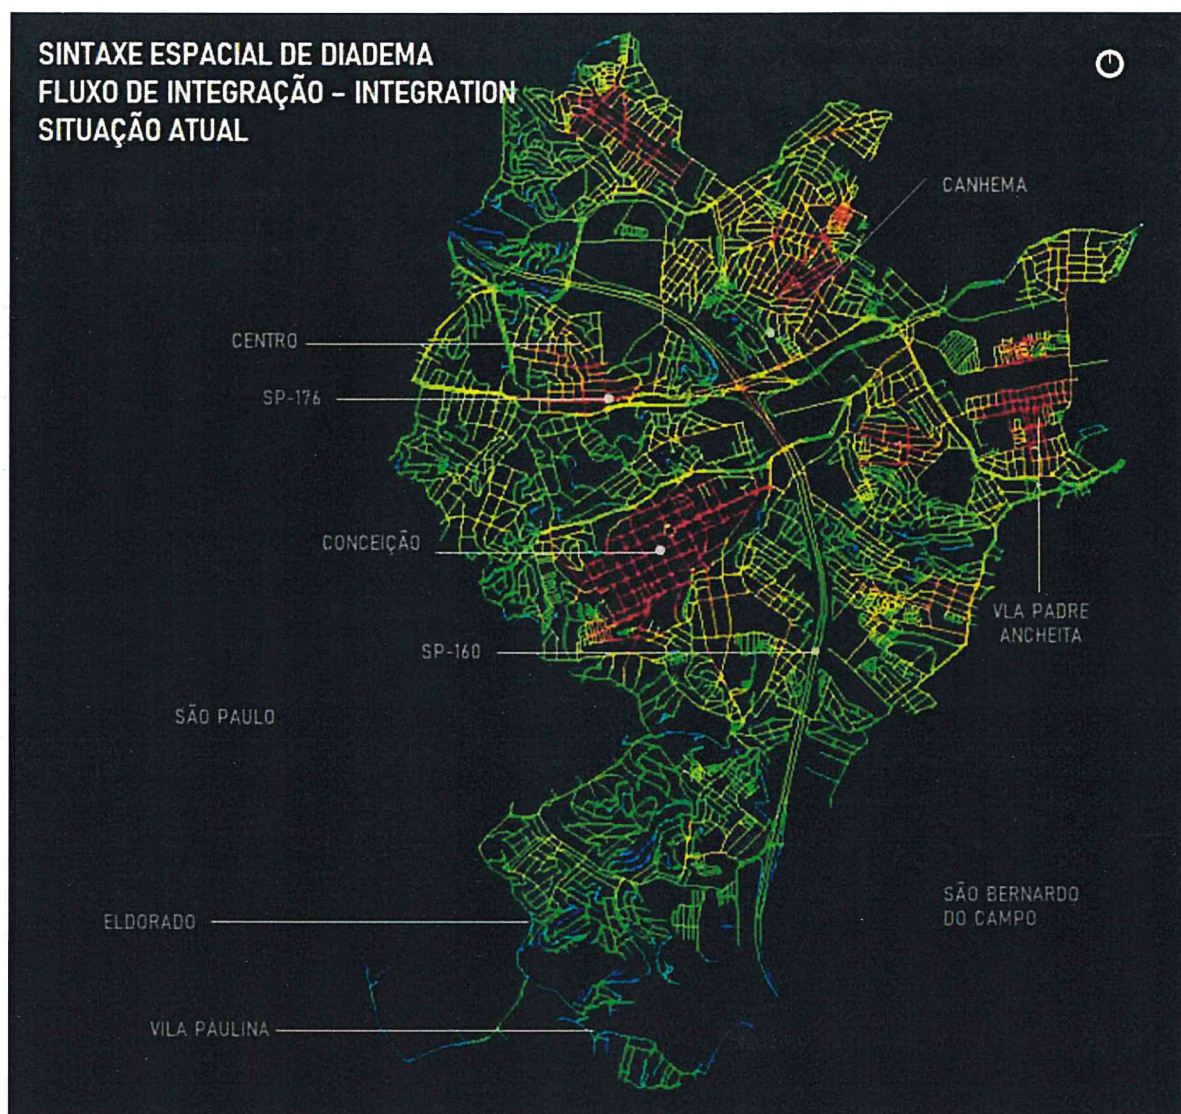 SINTAXE ESPACIAL DE DIADEMA
FLUXO DE INTEGRAÇÃO – INTEGRATION
SITUAÇÃO ATUAL
CANHEMA
CENTRO
SP-176
CONCEIÇÃO
VLA PADRE
ANCHEITA
SP-160
SÃO PAULO
SÃO BERNARDO
DO CAMPO
ELDORADO
VILA PAULINA